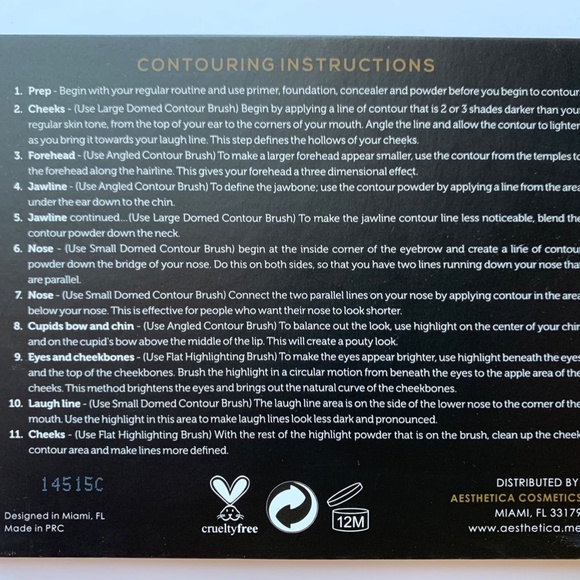 CONTOURING INSTRUCTIONS
1. Prep - Begin with your regular routine and use primer, foundation, concealer and powder before you begin to contour.
2. Cheeks - (Use Large Domed Contour Brush) Begin by applying a line of contour that is 2 or 3 shades darker than your
regular skin tone, from the top of your ear to the corners of your mouth. Angle the line and allow the contour to lighten
as you bring it towards your laugh line. This step defines the hollows of your cheeks.
3. Forehead - (Use Angled Contour Brush) To make a larger forehead appear smaller, use the contour from the temples to
the forehead along the hairline. This gives your forehead a three dimensional effect.
4. Jawline - (Use Angled Contour Brush) To define the jawbone; use the contour powder by applying a line from the area
under the ear down to the chin.
5. Jawline continued...(Use Large Domed Contour Brush) To make the jawline contour line less noticeable, blend the
contour powder down the neck.
6. Nose - (Use Small Domed Contour Brush) begin at the inside corner of the eyebrow and create a line of contour
powder down the bridge of your nose. Do this on both sides, so that you have two lines running down your nose that
are parallel.
7. Nose - (Use Small Domed Contour Brush) Connect the two parallel lines on your nose by applying contour in the area
below your nose. This is effective for people who want their nose to look shorter.
8. Cupids bow and chin - (Use Angled Contour Brush) To balance out the look, use highlight on the center of your chin
and on the cupid's bow above the middle of the lip. This will create a pouty look.
9. Eyes and cheekbones - (Use Flat Highlighting Brush) To make the eyes appear brighter, use highlight beneath the eyes
and the top of the cheekbones. Brush the highlight in a circular motion from beneath the eyes to the apple area of the
cheeks. This method brightens the eyes and brings out the natural curve of the cheekbones.
10. Laugh line - (Use Small Domed Contour Brush) The laugh line area is on the side of the lower nose to the corner of the
mouth. Use the highlight in this area to make laugh lines look less dark and pronounced.
11. Cheeks - (Use Flat Highlighting Brush) With the rest of the highlight powder that is on the brush, clean up the cheek
contour area and make lines more defined.
14515C
Designed in Miami, FL
Made in PRC
crueltyfree
12M
DISTRIBUTED BY:
AESTHETICA COSMETICS
MIAMI, FL 33179
www.aesthetica.me